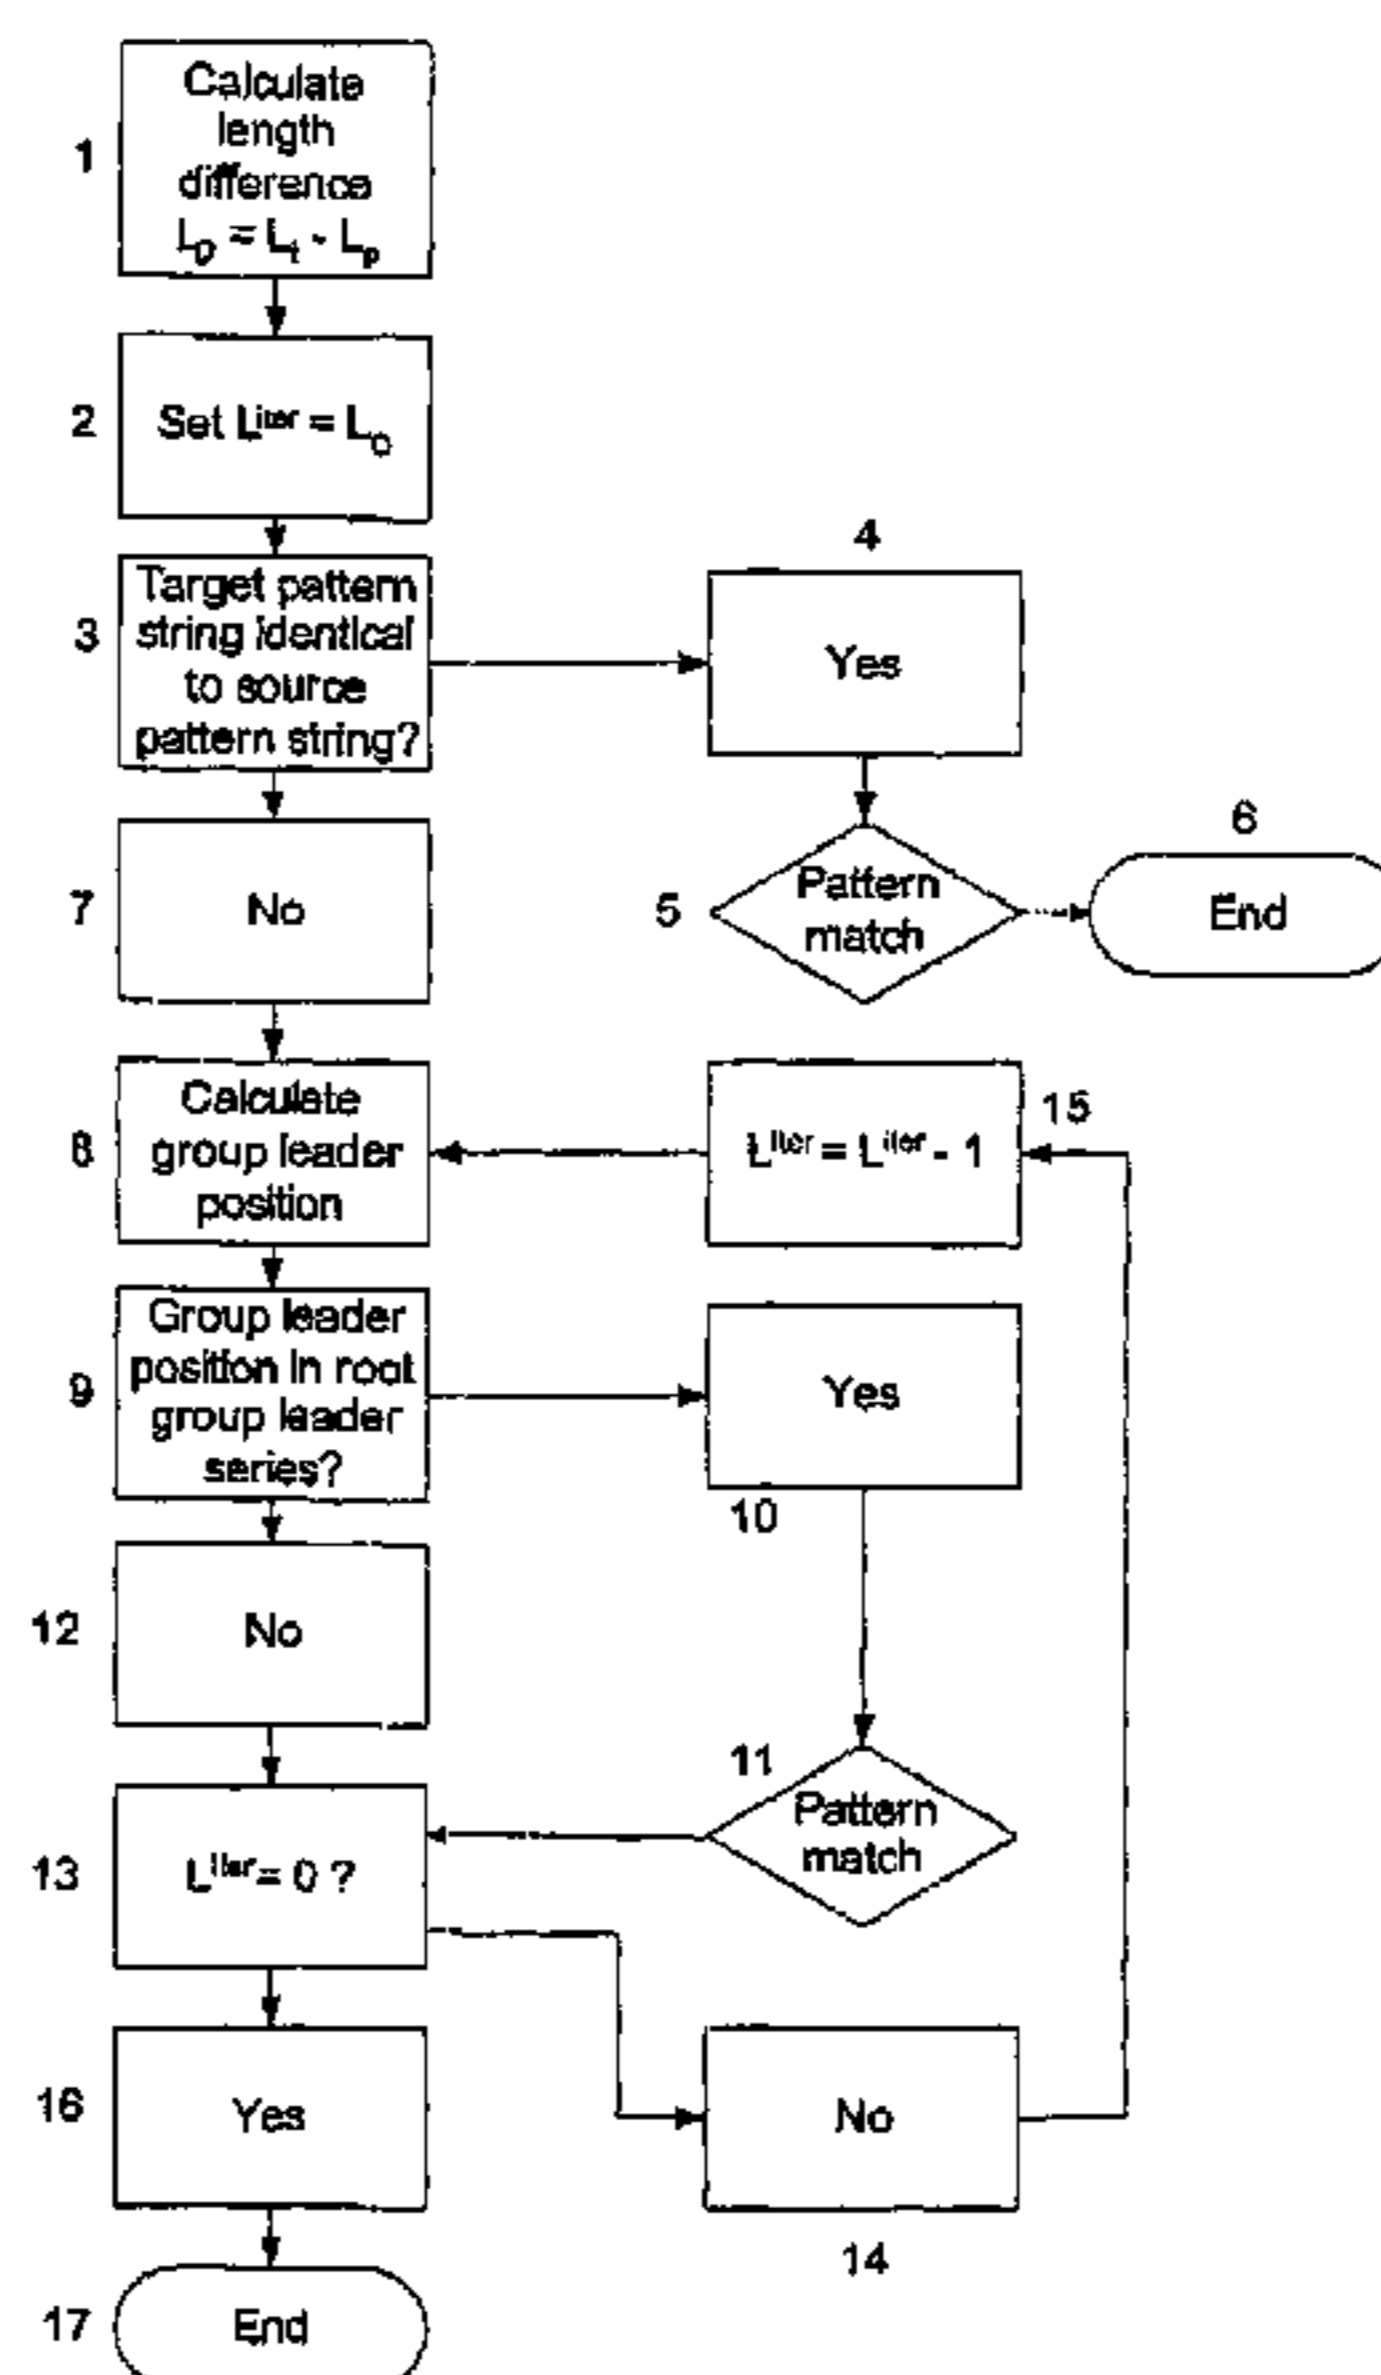 1
Calculate
length
difference
L_D = L_t - L_p
2
Set L^iter = L_D
3
Target pattern
string identical
to source
pattern string?
4
Yes
5
Pattern
match
6
End
7
No
8
Calculate
group leader
position
15
L^iter = L^iter - 1
9
Group leader
position in root
group leader
series?
Yes
10
12
No
11
Pattern
match
13
L^iter = 0 ?
16
Yes
No
14
17
End